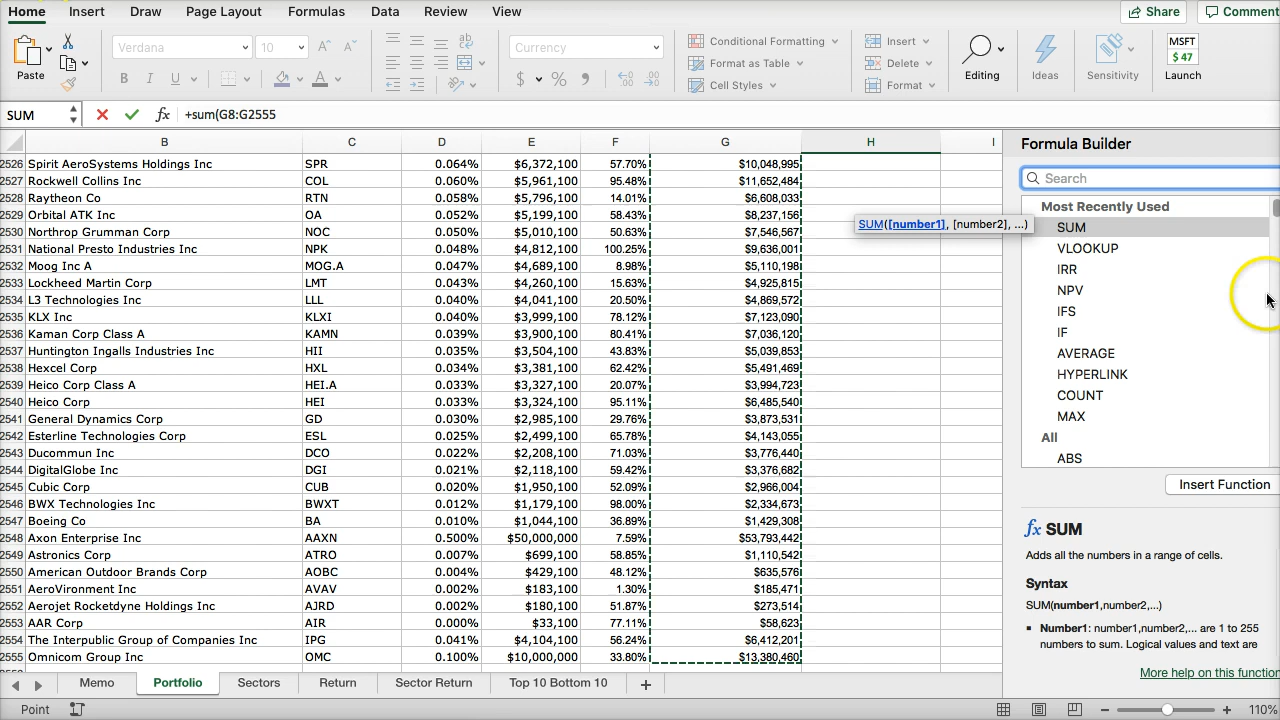 Home Insert Draw Page Layout Formulas Data Review View Share Comment
Paste Verdana 10 Currency Conditional Formatting Insert Editing Ideas Sensitivity MSFT $ 47 Launch
B I U A $ % Format as Table Delete
Cell Styles Format
SUM fx +sum(G8:G2555
B C D E F G H I
2526 Spirit AeroSystems Holdings Inc SPR 0.064% $6,372,100 57.70% $10,048,995
2527 Rockwell Collins Inc COL 0.060% $5,961,100 95.48% $11,652,484
2528 Raytheon Co RTN 0.058% $5,796,100 14.01% $6,608,033
2529 Orbital ATK Inc OA 0.052% $5,199,100 58.43% $8,237,156
2530 Northrop Grumman Corp NOC 0.050% $5,010,100 50.63% $7,546,567
2531 National Presto Industries Inc NPK 0.048% $4,812,100 100.25% $9,636,001
2532 Moog Inc A MOG.A 0.047% $4,689,100 8.98% $5,110,198
2533 Lockheed Martin Corp LMT 0.043% $4,260,100 15.63% $4,925,815
2534 L3 Technologies Inc LLL 0.040% $4,041,100 20.50% $4,869,572
2535 KLX Inc KLXI 0.040% $3,999,100 78.12% $7,123,090
2536 Kaman Corp Class A KAMN 0.039% $3,900,100 80.41% $7,036,120
2537 Huntington Ingalls Industries Inc HII 0.035% $3,504,100 43.83% $5,039,853
2538 Hexcel Corp HXL 0.034% $3,381,100 62.42% $5,491,469
2539 Heico Corp Class A HEI.A 0.033% $3,327,100 20.07% $3,994,723
2540 Heico Corp HEI 0.033% $3,324,100 95.11% $6,485,540
2541 General Dynamics Corp GD 0.030% $2,985,100 29.76% $3,873,531
2542 Esterline Technologies Corp ESL 0.025% $2,499,100 65.78% $4,143,055
2543 Ducommun Inc DCO 0.022% $2,208,100 71.03% $3,776,440
2544 DigitalGlobe Inc DGI 0.021% $2,118,100 59.42% $3,376,682
2545 Cubic Corp CUB 0.020% $1,950,100 52.09% $2,966,004
2546 BWX Technologies Inc BWXT 0.012% $1,179,100 98.00% $2,334,673
2547 Boeing Co BA 0.010% $1,044,100 36.89% $1,429,308
2548 Axon Enterprise Inc AAXN 0.500% $50,000,000 7.59% $53,793,442
2549 Astronics Corp ATRO 0.007% $699,100 58.85% $1,110,542
2550 American Outdoor Brands Corp AOBC 0.004% $429,100 48.12% $635,576
2551 AeroVironment Inc AVAV 0.002% $183,100 1.30% $185,471
2552 Aerojet Rocketdyne Holdings Inc AJRD 0.002% $180,100 51.87% $273,514
2553 AAR Corp AIR 0.000% $33,100 77.11% $58,623
2554 The Interpublic Group of Companies Inc IPG 0.041% $4,104,100 56.24% $6,412,201
2555 Omnicom Group Inc OMC 0.100% $10,000,000 33.80% $13,380,460
SUM([number1], [number2], ...)
Formula Builder
Search
Most Recently Used
SUM
VLOOKUP
IRR
NPV
IFS
IF
AVERAGE
HYPERLINK
COUNT
MAX
All
ABS
Insert Function
fx SUM
Adds all the numbers in a range of cells.
Syntax
SUM(number1,number2,...)
▪ Number1: number1,number2,... are 1 to 255
numbers to sum. Logical values and text are
More help on this function
Memo Portfolio Sectors Return Sector Return Top 10 Bottom 10 +
Point 110%